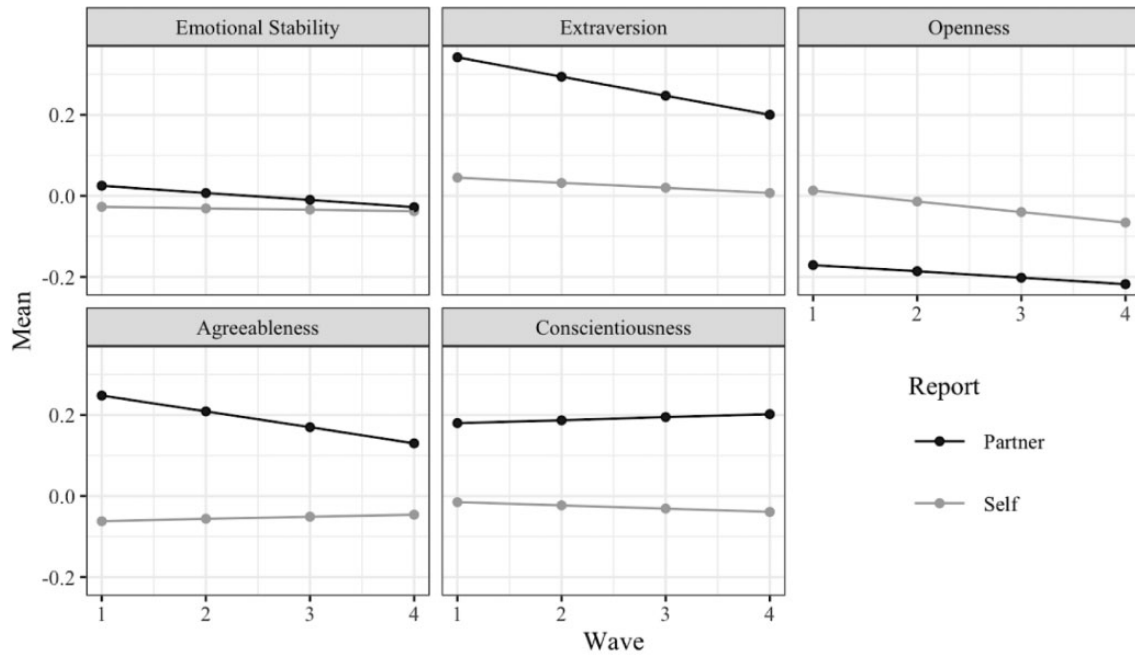 Emotional Stability
Extraversion
Openness
0.2
0.0
-0.2
1 2 3 4
Agreeableness
Conscientiousness
Mean
0.2
0.0
-0.2
1 2 3 4
1 2 3 4
Wave
Report
Partner
Self